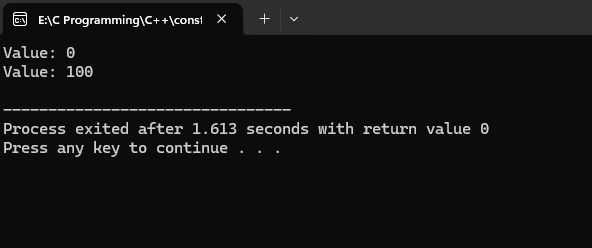 E:\C Programming\C++\const
Value: 0
Value: 100
--------------------------------
Process exited after 1.613 seconds with return value 0
Press any key to continue . . .